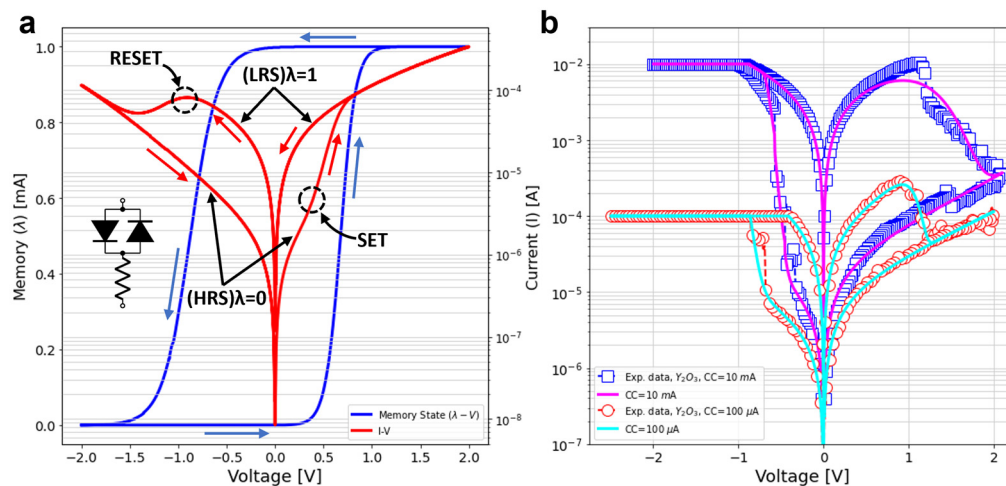 a
Memory (λ) [mA]
1.0
0.8
0.6
0.4
0.2
0.0
RESET
(LRS)λ=1
SET
(HRS)λ=0
Memory State (λ − V)
I-V
10⁻⁴
10⁻⁵
10⁻⁶
10⁻⁷
10⁻⁸
−2.0 −1.5 −1.0 −0.5 0.0 0.5 1.0 1.5 2.0
Voltage [V]
b
Current (I) [A]
10⁻¹
10⁻²
10⁻³
10⁻⁴
10⁻⁵
10⁻⁶
10⁻⁷
Exp. data, Y₂O₃, CC=10 mA
CC=10 mA
Exp. data, Y₂O₃, CC=100 μA
CC=100 μA
−2 −1 0 1 2
Voltage [V]